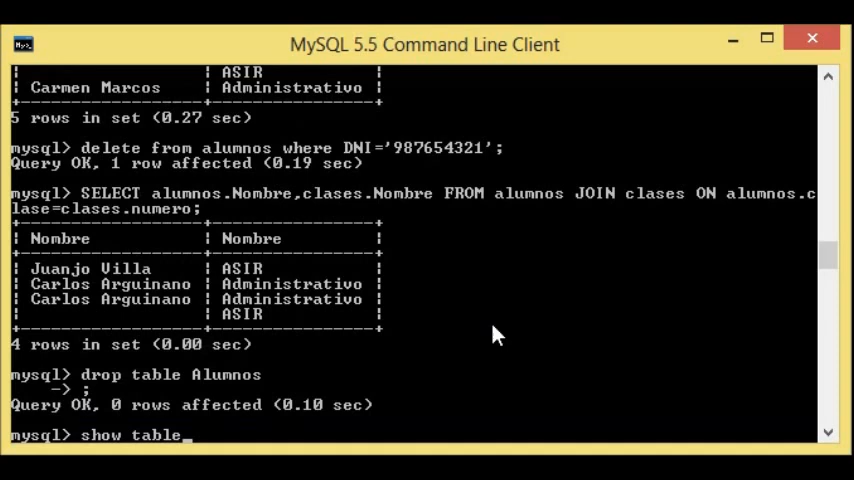 MySQL 5.5 Command Line Client
| | ASIR |
| Carmen Marcos | Administrativo |
+--------------------+----------------+
5 rows in set (0.27 sec)
mysql> delete from alumnos where DNI='987654321';
Query OK, 1 row affected (0.19 sec)
mysql> SELECT alumnos.Nombre,clases.Nombre FROM alumnos JOIN clases ON alumnos.c
lase=clases.numero;
+--------------------+----------------+
| Nombre | Nombre |
+--------------------+----------------+
| Juanjo Villa | ASIR |
| Carlos Arguinano | Administrativo |
| Carlos Arguinano | Administrativo |
| | ASIR |
+--------------------+----------------+
4 rows in set (0.00 sec)
mysql> drop table Alumnos
-> ;
Query OK, 0 rows affected (0.10 sec)
mysql> show table_